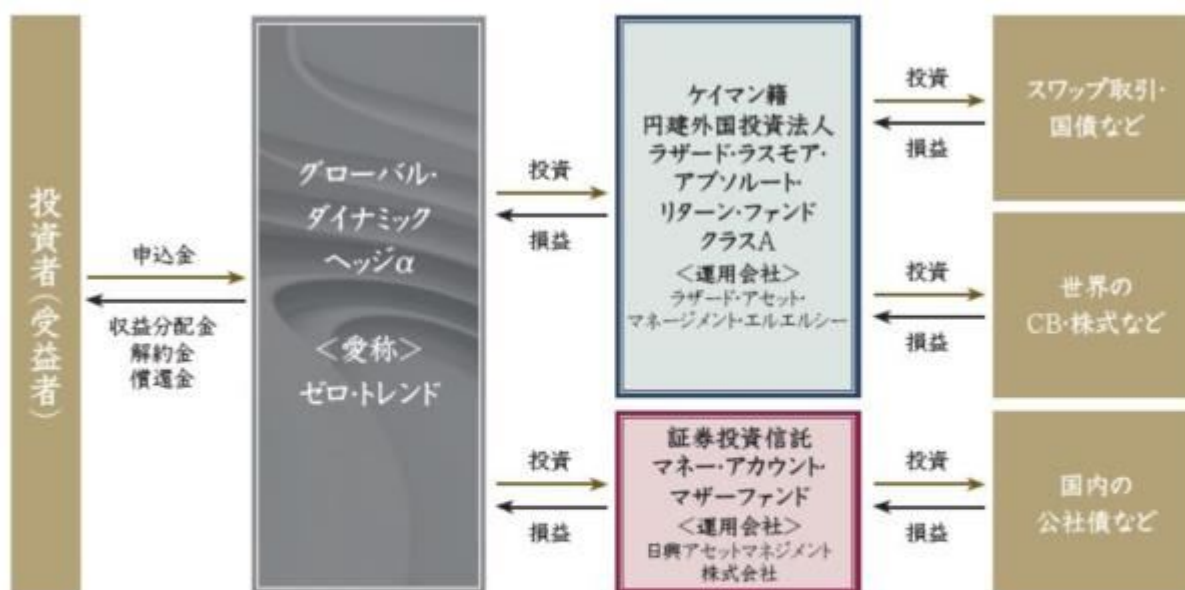 投資者(受益者)
申込金
収益分配金
解約金
償還金
グローバル・
ダイナミック
ヘッジα
<愛称>
ゼロ・トレンド
投資
損益
投資
損益
ケイマン籍
円建外国投資法人
ラザード・ラスモア・
アブソルート・
リターン・ファンド
クラスA
<運用会社>
ラザード・アセット・
マネージメント・エルエルシー
証券投資信託
マネー・アカウント・
マザーファンド
<運用会社>
日興アセットマネジメント
株式会社
投資
損益
投資
損益
投資
損益
スワップ取引・
国債など
世界の
CB・株式など
国内の
公社債など